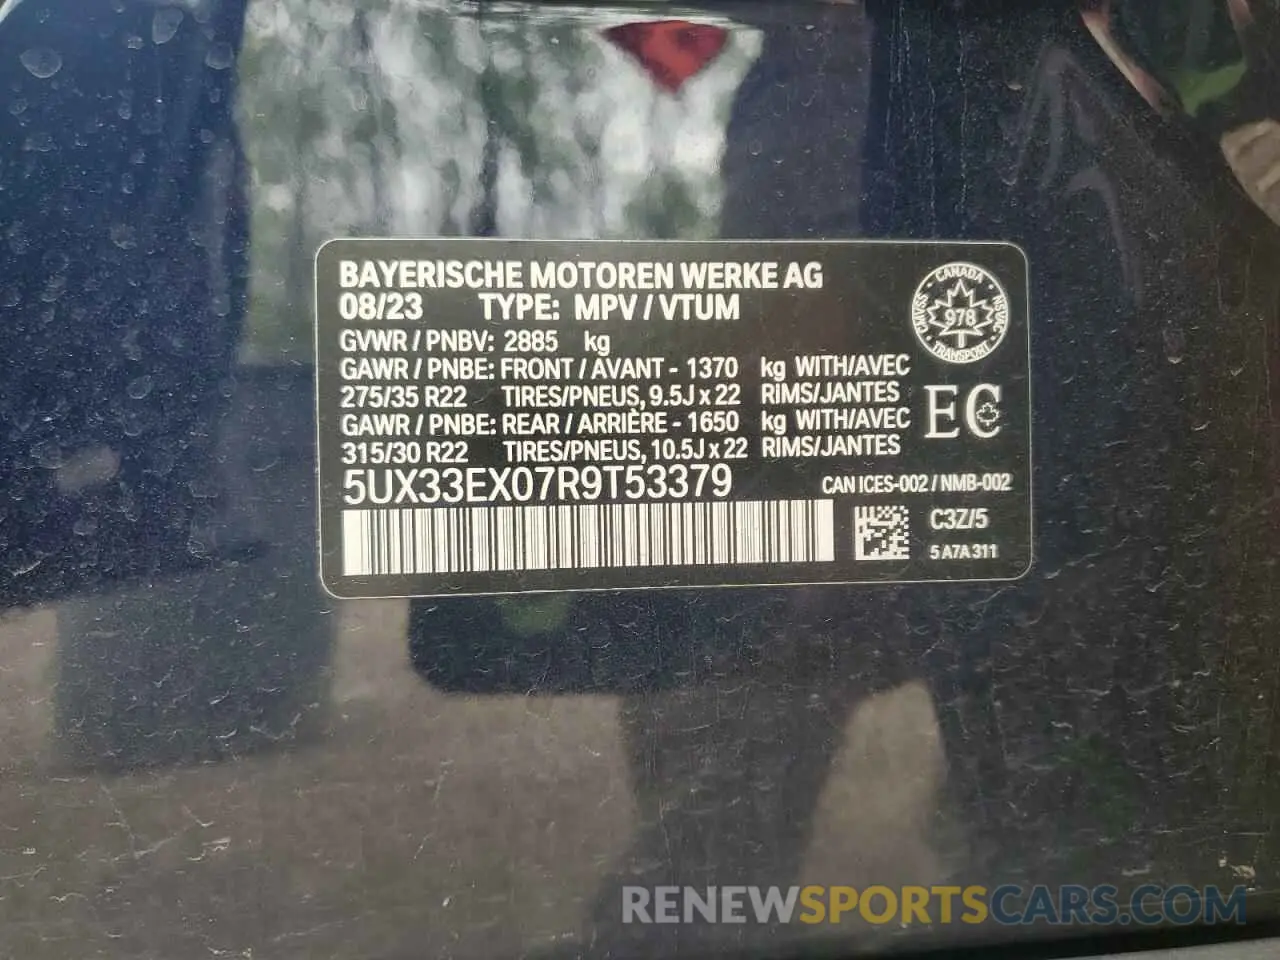 BAYERISCHE MOTOREN WERKE AG
08/23 TYPE: MPV / VTUM
GVWR / PNBV: 2885 kg
GAWR / PNBE: FRONT / AVANT - 1370 kg WITH/AVEC
275/35 R22 TIRES/PNEUS, 9.5J x 22 RIMS/JANTES
GAWR / PNBE: REAR / ARRIÈRE - 1650 kg WITH/AVEC
315/30 R22 TIRES/PNEUS, 10.5J x 22 RIMS/JANTES
5UX33EX07R9T53379
CANADA
CMVSS 978 NSVAC
TRANSPORT
EC
CAN ICES-002 / NMB-002
C3Z/5
5 A7A 311
RENEWSPORTSCARS.COM